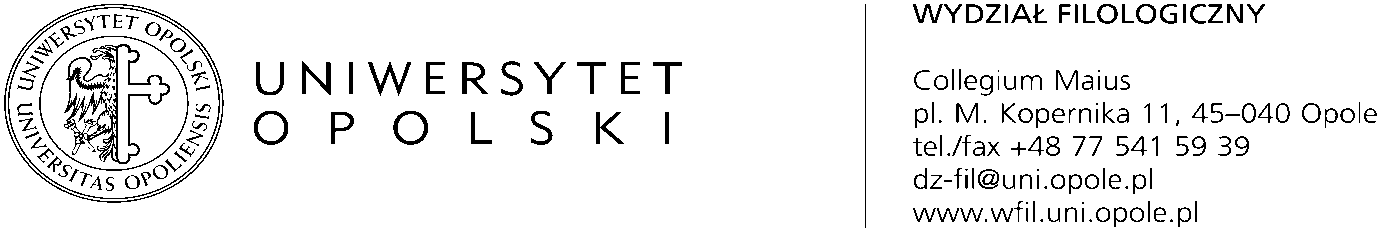 UNIWERSYTET OPOLSKI
UNIVERSITAS OPOLIENSIS
UNIWERSYTET
OPOLSKI
WYDZIAŁ FILOLOGICZNY
Collegium Maius
pl. M. Kopernika 11, 45–040 Opole
tel./fax +48 77 541 59 39
dz-fil@uni.opole.pl
www.wfil.uni.opole.pl